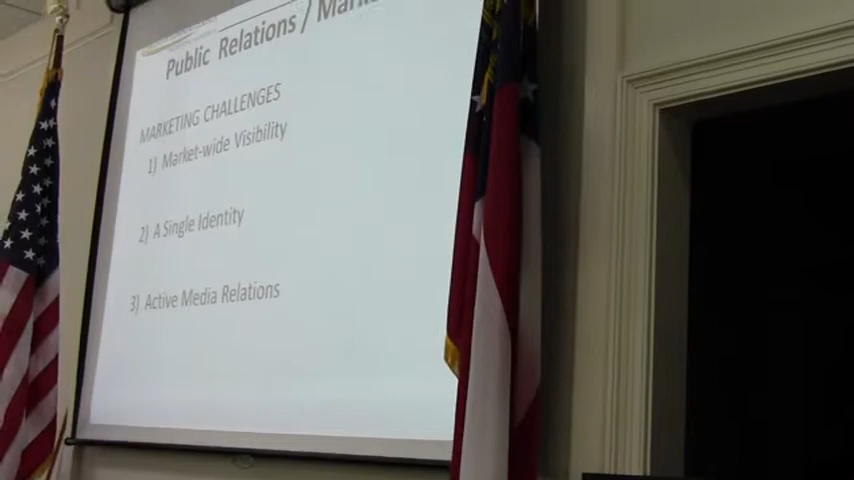 Public Relations /
MARKETING CHALLENGES
1) Market-wide Visibility
2) A Single Identity
3) Active Media Relations